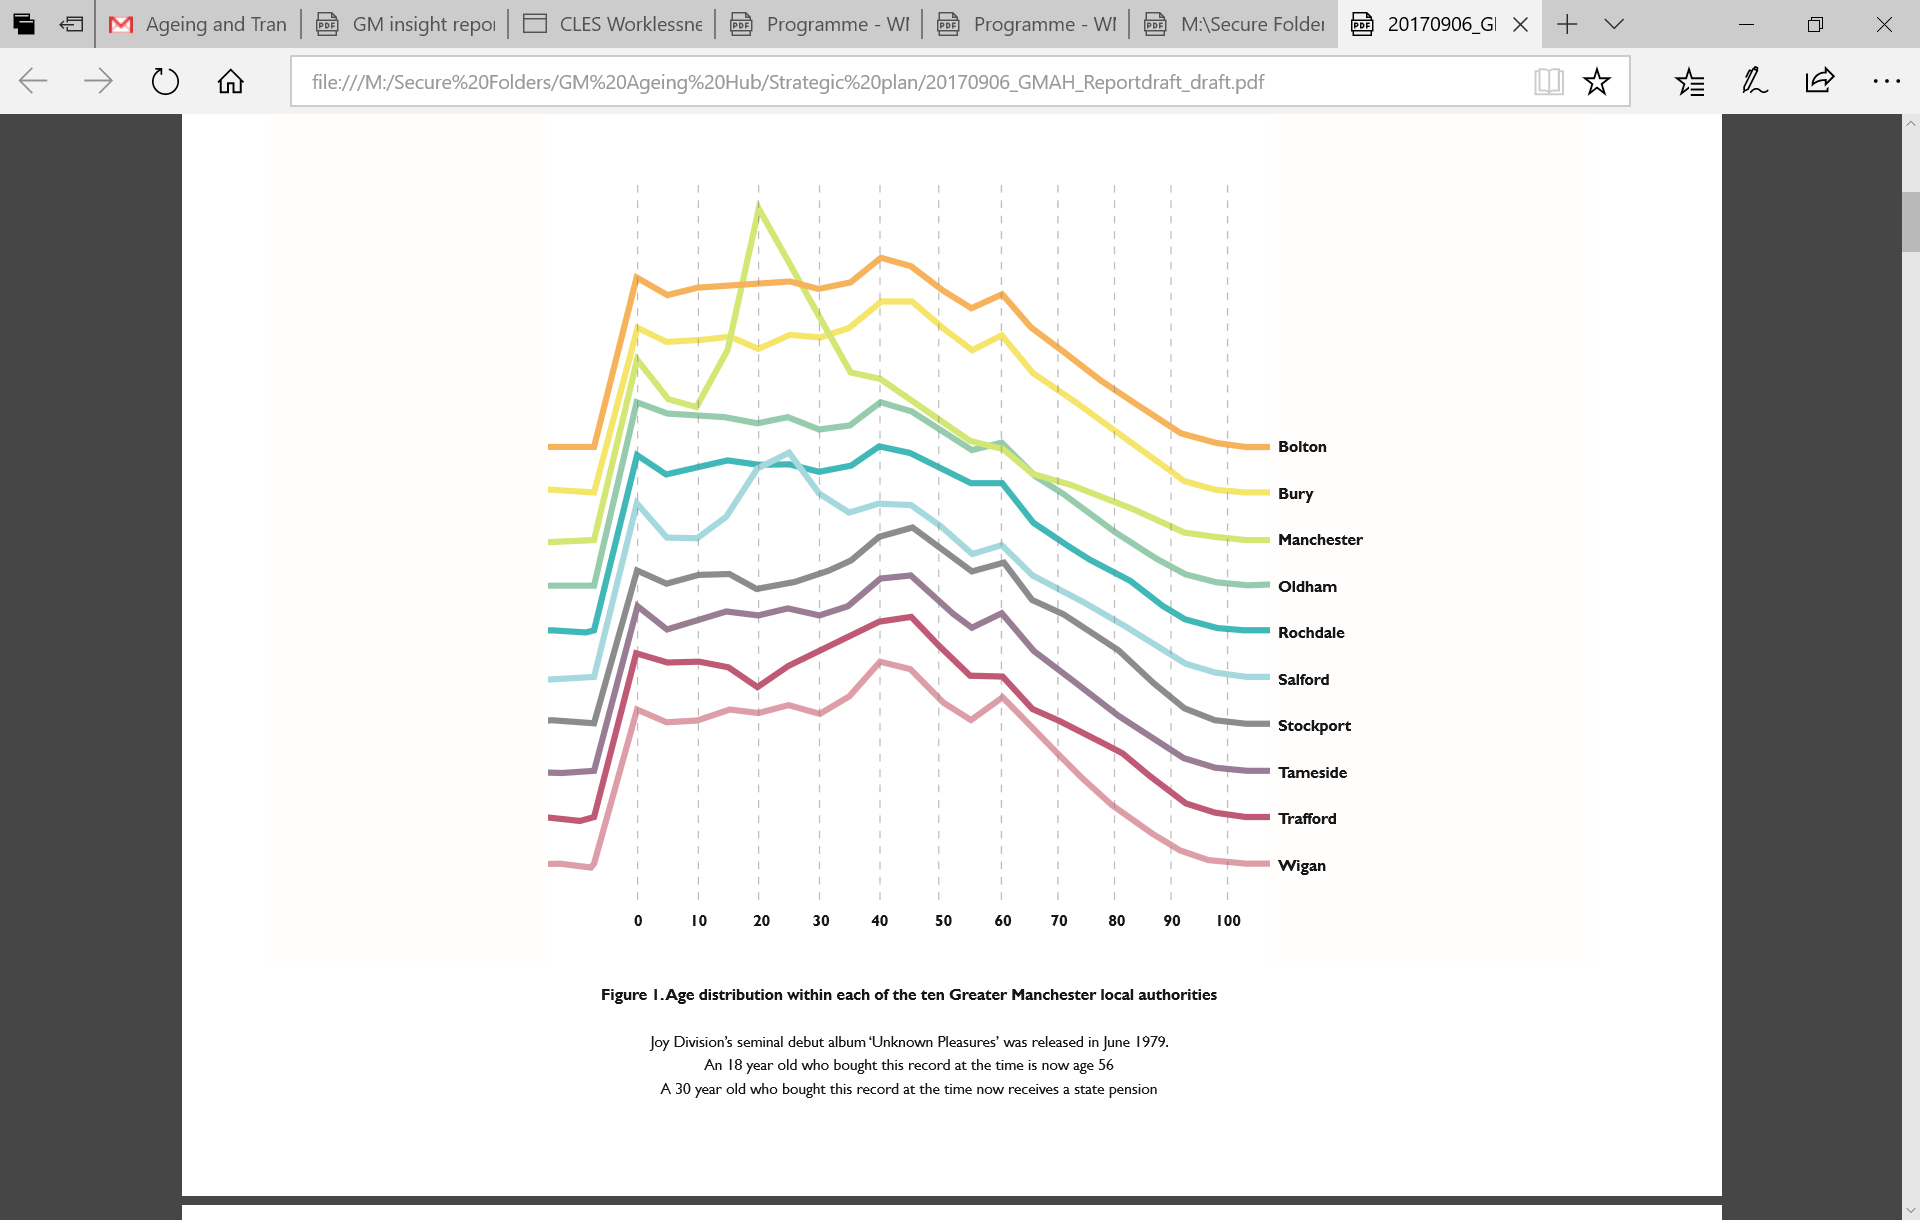 Ageing and Tran
GM insight repor
CLES Worklessne
Programme - WI
Programme - WI
M:\Secure Folder
20170906_GI
file:///M:/Secure%20Folders/GM%20Ageing%20Hub/Strategic%20plan/20170906_GMAH_Reportdraft_draft.pdf
Bolton
Bury
Manchester
Oldham
Rochdale
Salford
Stockport
Tameside
Trafford
Wigan
0 10 20 30 40 50 60 70 80 90 100
Figure 1. Age distribution within each of the ten Greater Manchester local authorities
Joy Division’s seminal debut album ‘Unknown Pleasures’ was released in June 1979.
An 18 year old who bought this record at the time is now age 56
A 30 year old who bought this record at the time now receives a state pension